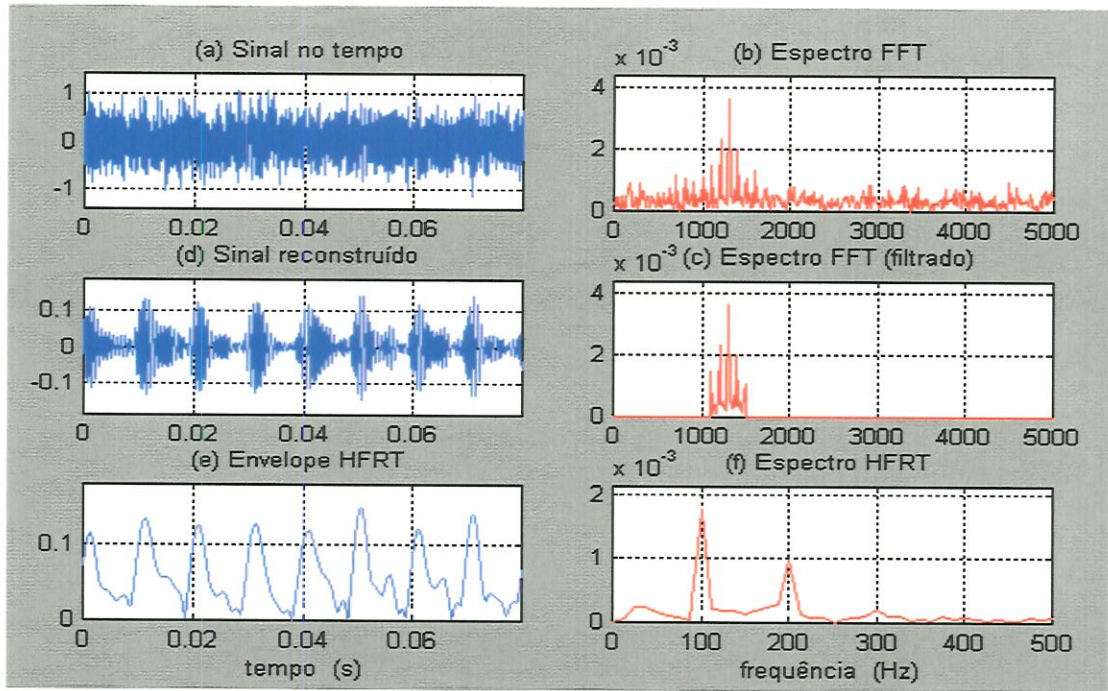 (a) Sinal no tempo
1
0
-1
0 0.02 0.04 0.06
x 10⁻³ (b) Espectro FFT
4
2
0
0 1000 2000 3000 4000 5000
(d) Sinal reconstruído
0.1
0
-0.1
0 0.02 0.04 0.06
x 10⁻³ (c) Espectro FFT (filtrado)
4
2
0
0 1000 2000 3000 4000 5000
(e) Envelope HFRT
0.1
0
0 0.02 0.04 0.06
tempo (s)
x 10⁻³ (f) Espectro HFRT
2
1
0
0 100 200 300 400 500
frequência (Hz)